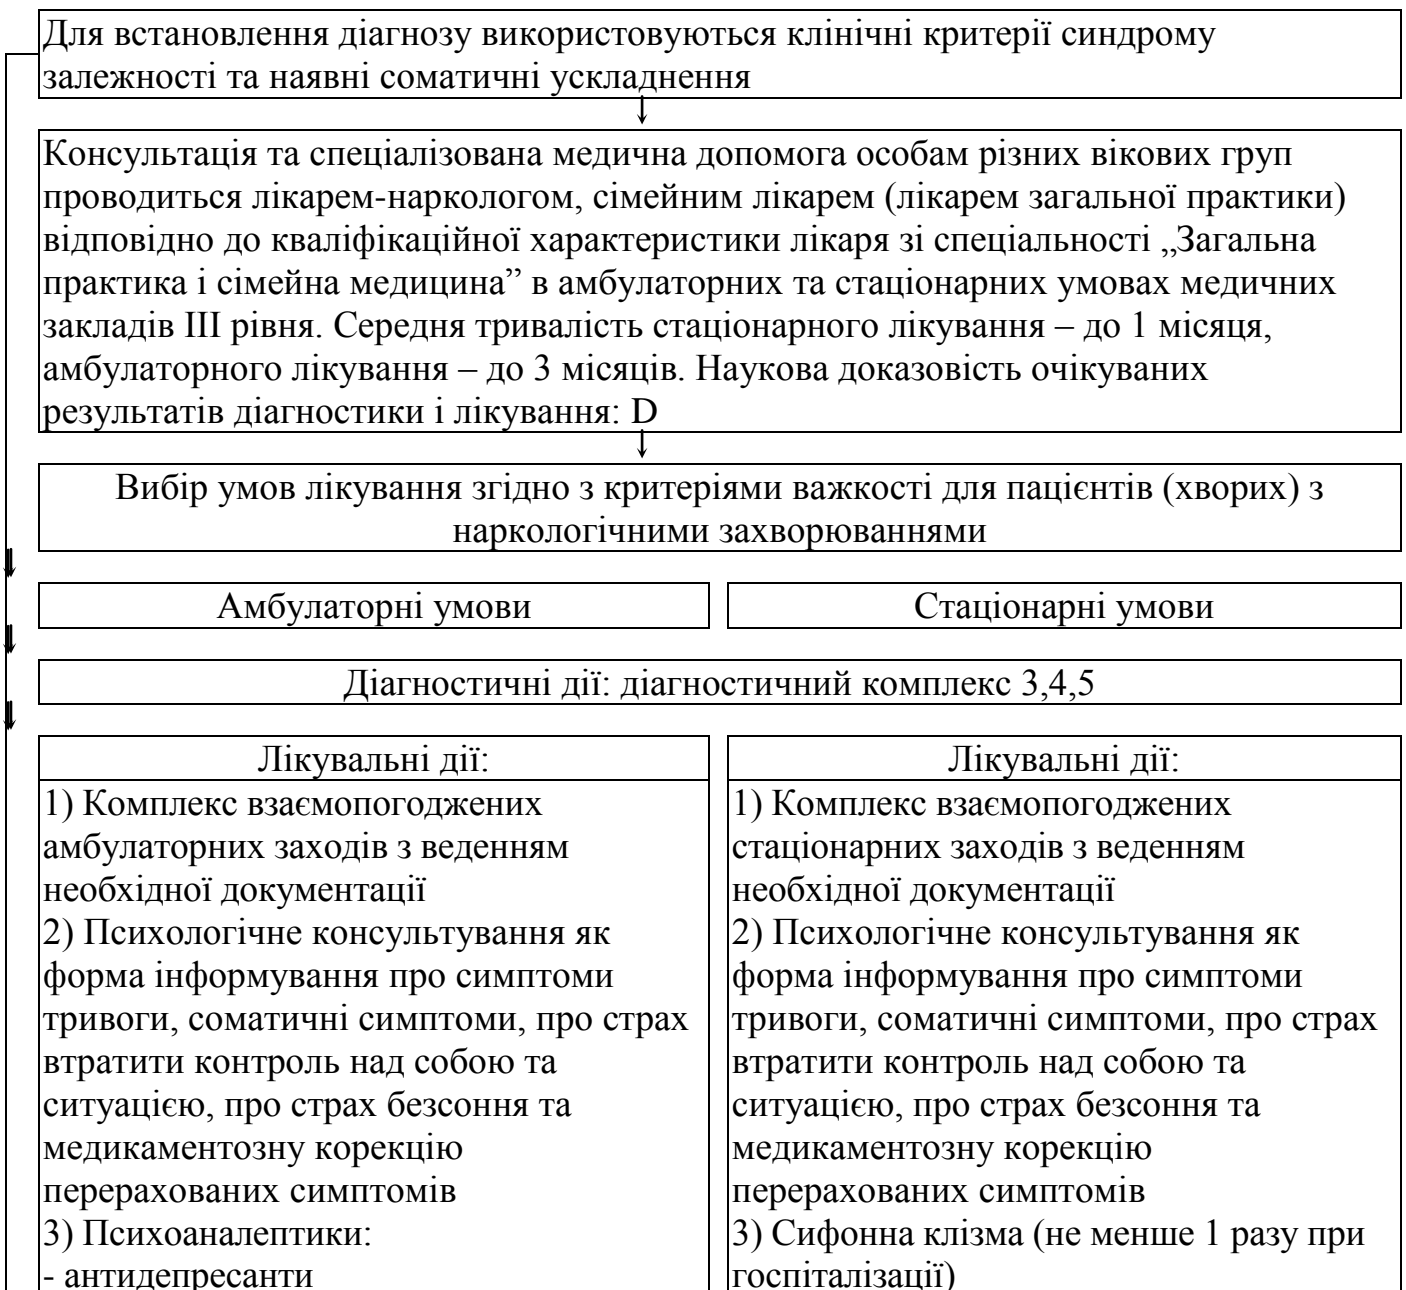 Для встановлення діагнозу використовуються клінічні критерії синдрому
залежності та наявні соматичні ускладнення
Консультація та спеціалізована медична допомога особам різних вікових груп
проводиться лікарем-наркологом, сімейним лікарем (лікарем загальної практики)
відповідно до кваліфікаційної характеристики лікаря зі спеціальності „Загальна
практика і сімейна медицина” в амбулаторних та стаціонарних умовах медичних
закладів III рівня. Середня тривалість стаціонарного лікування – до 1 місяця,
амбулаторного лікування – до 3 місяців. Наукова доказовість очікуваних
результатів діагностики і лікування: D
Вибір умов лікування згідно з критеріями важкості для пацієнтів (хворих) з
наркологічними захворюваннями
Амбулаторні умови
Стаціонарні умови
Діагностичні дії: діагностичний комплекс 3,4,5
Лікувальні дії:
1) Комплекс взаємопогоджених
амбулаторних заходів з веденням
необхідної документації
2) Психологічне консультування як
форма інформування про симптоми
тривоги, соматичні симптоми, про страх
втратити контроль над собою та
ситуацією, про страх безсоння та
медикаментозну корекцію
перерахованих симптомів
3) Психоаналептики:
- антидепресанти
Лікувальні дії:
1) Комплекс взаємопогоджених
стаціонарних заходів з веденням
необхідної документації
2) Психологічне консультування як
форма інформування про симптоми
тривоги, соматичні симптоми, про страх
втратити контроль над собою та
ситуацією, про страх безсоння та
медикаментозну корекцію
перерахованих симптомів
3) Сифонна клізма (не менше 1 разу при
госпіталізації)